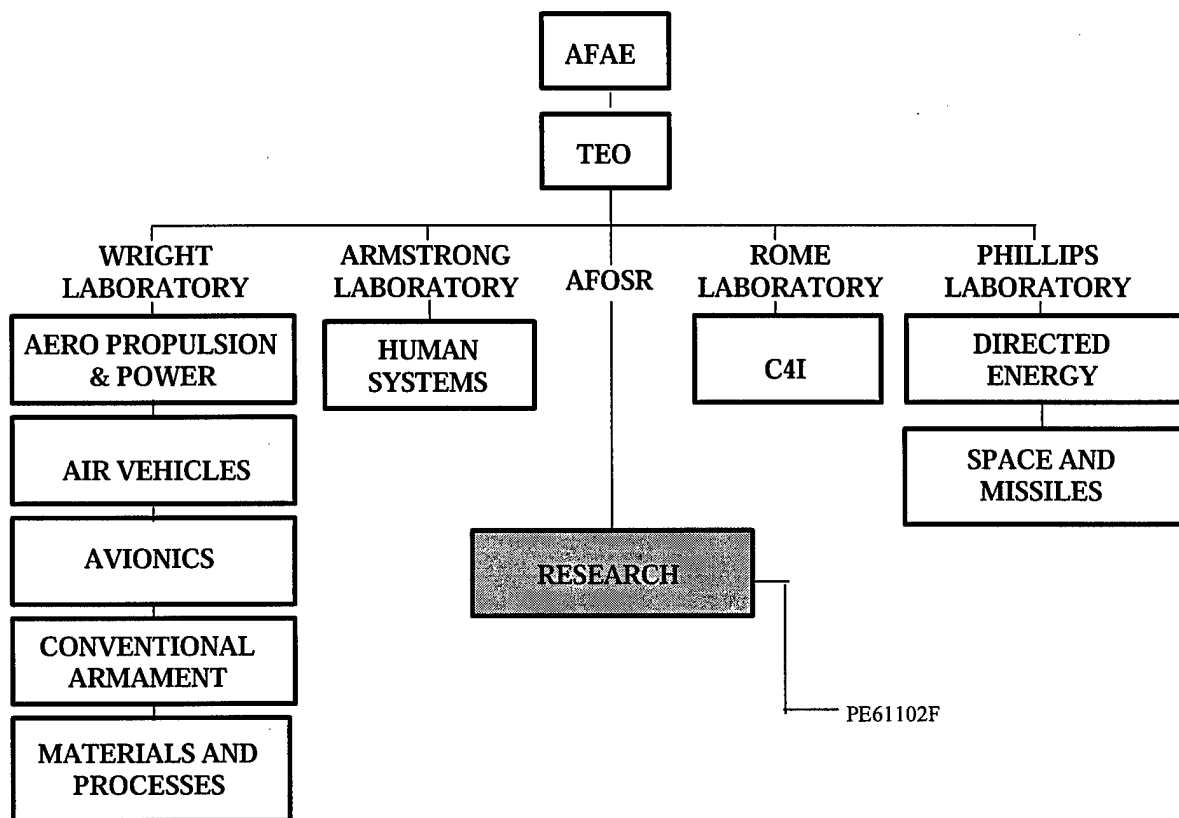 AFAE
TEO
WRIGHT
LABORATORY
ARMSTRONG
LABORATORY
AFOSR
ROME
LABORATORY
PHILLIPS
LABORATORY
AERO PROPULSION
& POWER
HUMAN
SYSTEMS
C4I
DIRECTED
ENERGY
AIR VEHICLES
SPACE AND
MISSILES
AVIONICS
RESEARCH
CONVENTIONAL
ARMAMENT
PE61102F
MATERIALS AND
PROCESSES